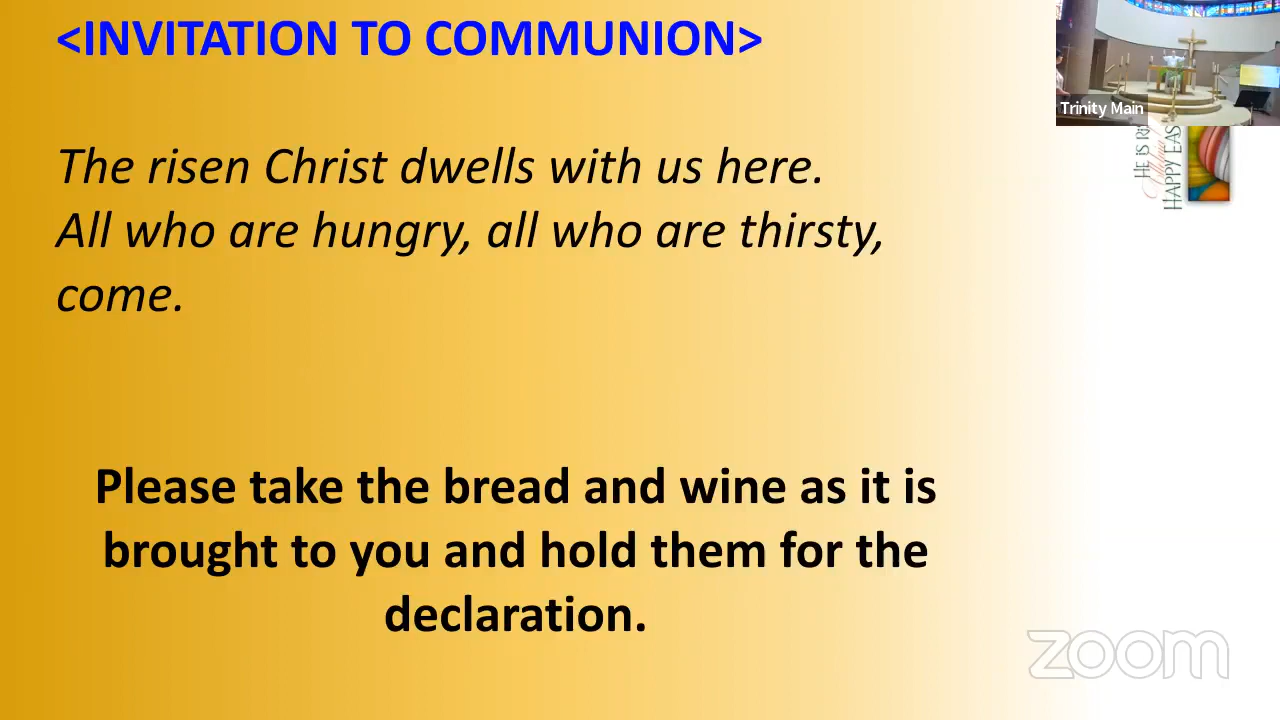 <INVITATION TO COMMUNION>
The risen Christ dwells with us here.
All who are hungry, all who are thirsty,
come.
Please take the bread and wine as it is
brought to you and hold them for the
declaration.
Trinity Main
HE IS
HAPPY
zoom